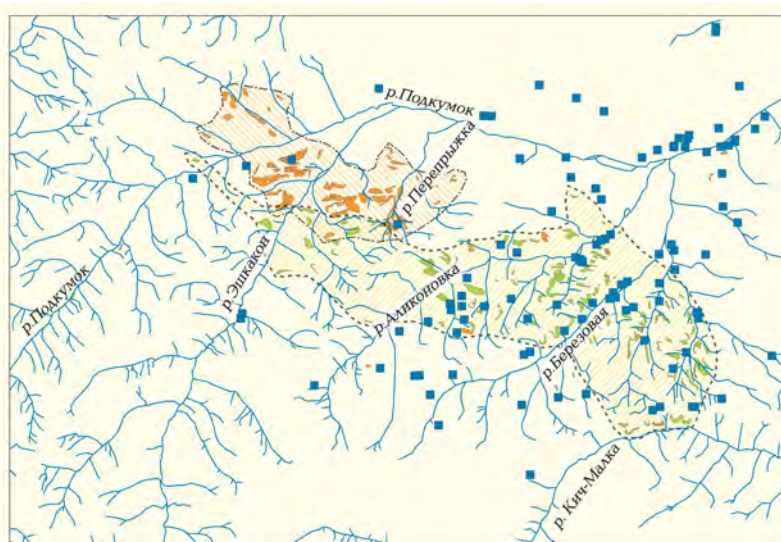 р.Подкумок
р.Перепрыжка
р.Подкумок
р.Эшкакон
р.Аликоновка
р.Березовая
р. Кич-Малка